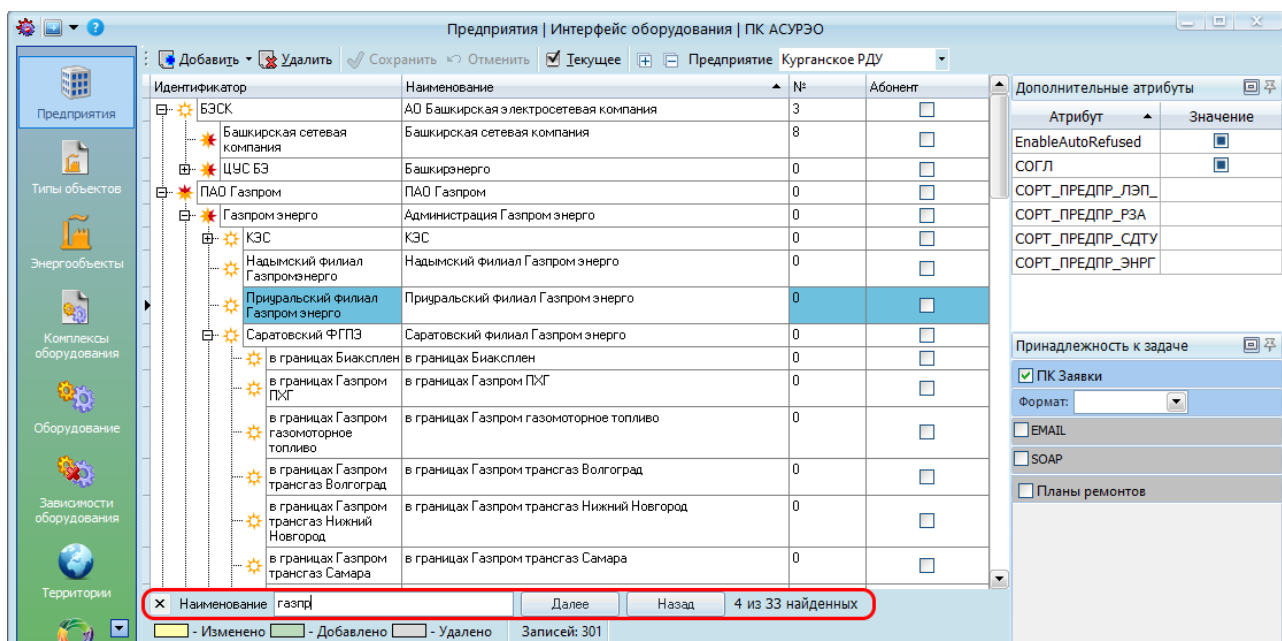 Предприятия | Интерфейс оборудования | ПК АСУРЭО
Добавить Удалить Сохранить Отменить Текущее Предприятие Курганское РДУ
Предприятия
Типы объектов
Энергообъекты
Комплексы
оборудования
Оборудование
Зависимости
оборудования
Территории
Идентификатор Наименование № Абонент
БЭСК АО Башкирская электросетевая компания 3
Башкирская сетевая
компания
Башкирская сетевая компания 8
ЦУС БЭ Башкирэнерго 0
ПАО Газпром ПАО Газпром 0
Газпром энерго Администрация Газпром энерго 0
КЭС КЭС 0
Надымский филиал
Газпромэнерго
Надымский филиал Газпром энерго 0
Приуральский филиал
Газпром энерго
Приуральский филиал Газпром энерго 0
Саратовский ФГПЭ Саратовский филиал Газпром энерго 0
в границах Биаксплен в границах Биаксплен 0
в границах Газпром
ПХГ
в границах Газпром ПХГ 0
в границах Газпром
газомоторное
топливо
в границах Газпром газомоторное топливо 0
в границах Газпром
трансгаз Волгоград
в границах Газпром трансгаз Волгоград 0
в границах Газпром
трансгаз Нижний
Новгород
в границах Газпром трансгаз Нижний Новгород 0
в границах Газпром
трансгаз Самара
в границах Газпром трансгаз Самара 0
Наименование газпр Далее Назад 4 из 33 найденных
- Изменено - Добавлено - Удалено Записей: 301
Дополнительные атрибуты
Атрибут Значение
EnableAutoRefused
СОГЛ
СОРТ_ПРЕДПР_ЛЭП_
СОРТ_ПРЕДПР_РЗА
СОРТ_ПРЕДПР_СДТУ
СОРТ_ПРЕДПР_ЭНРГ
Принадлежность к задаче
ПК Заявки
Формат:
EMAIL
SOAP
Планы ремонтов